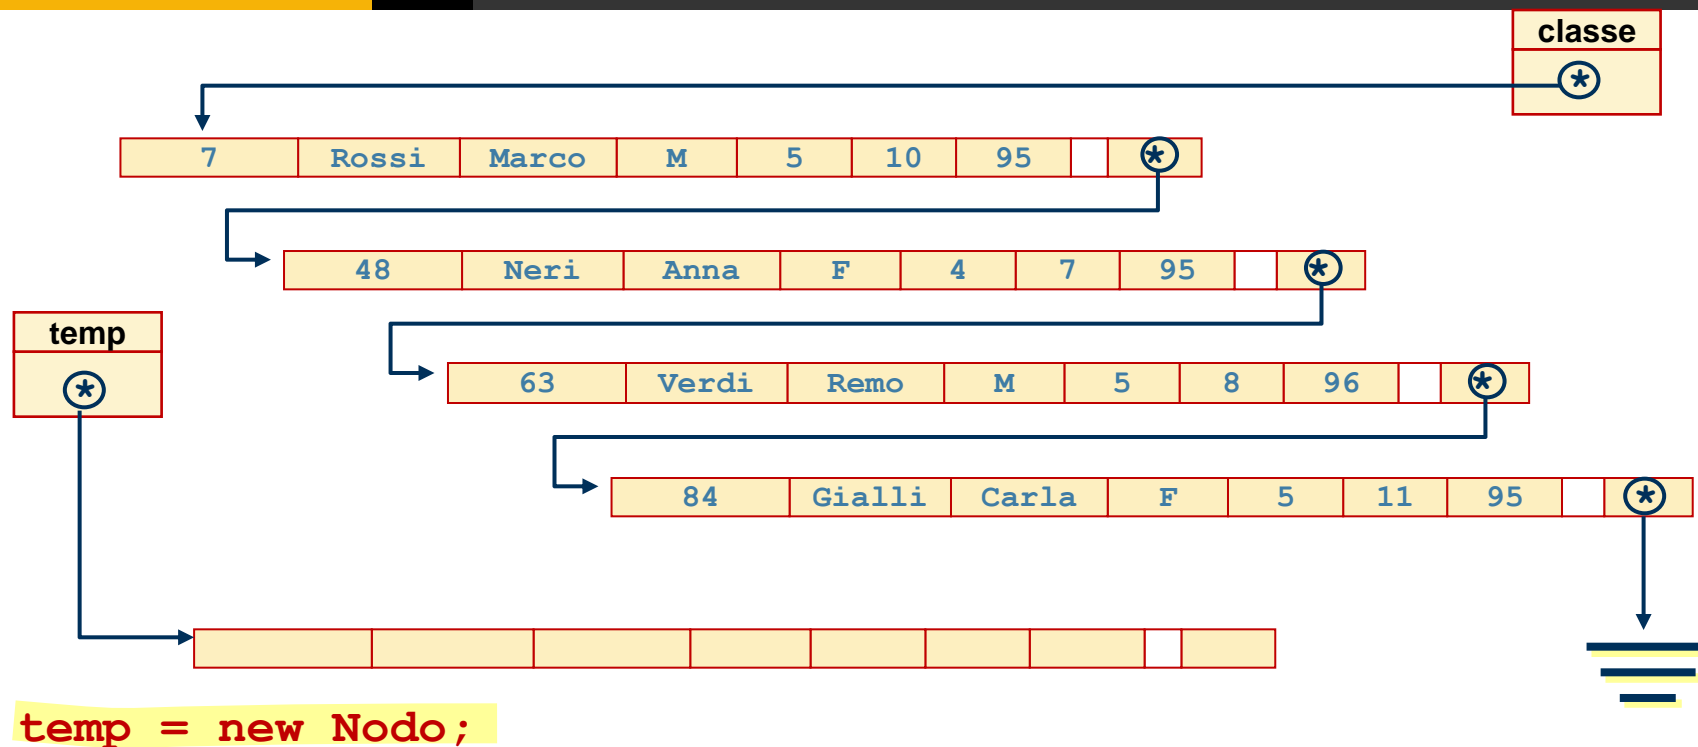 classe
*
7 Rossi Marco M 5 10 95 *
48 Neri Anna F 4 7 95 *
temp
*
63 Verdi Remo M 5 8 96 *
84 Gialli Carla F 5 11 95 *
temp = new Nodo;